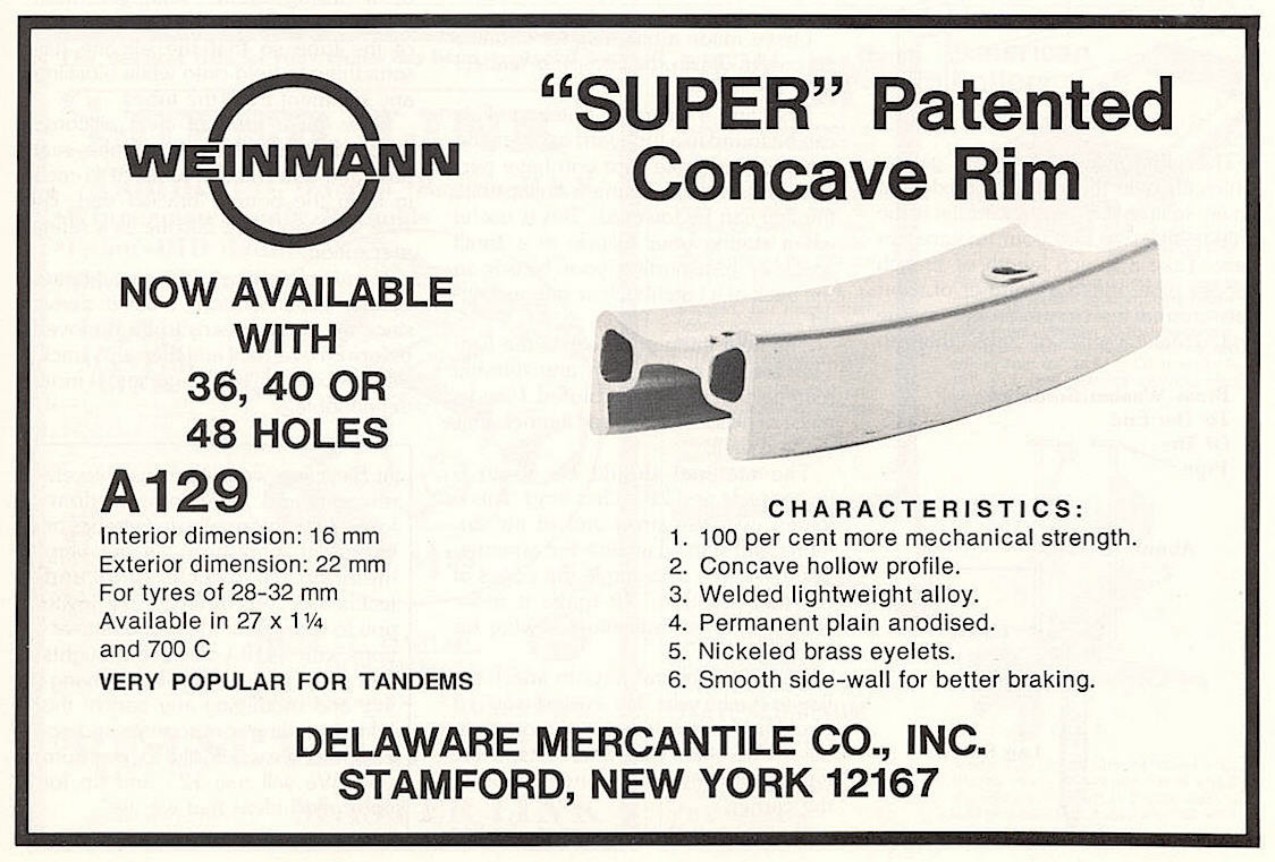 WEINMANN
"SUPER" Patented
Concave Rim
NOW AVAILABLE
WITH
36, 40 OR
48 HOLES
A129
Interior dimension: 16 mm
Exterior dimension: 22 mm
For tyres of 28-32 mm
Available in 27 x 1¼
and 700 C
VERY POPULAR FOR TANDEMS
CHARACTERISTICS:
1. 100 per cent more mechanical strength.
2. Concave hollow profile.
3. Welded lightweight alloy.
4. Permanent plain anodised.
5. Nickeled brass eyelets.
6. Smooth side-wall for better braking.
DELAWARE MERCANTILE CO., INC.
STAMFORD, NEW YORK 12167